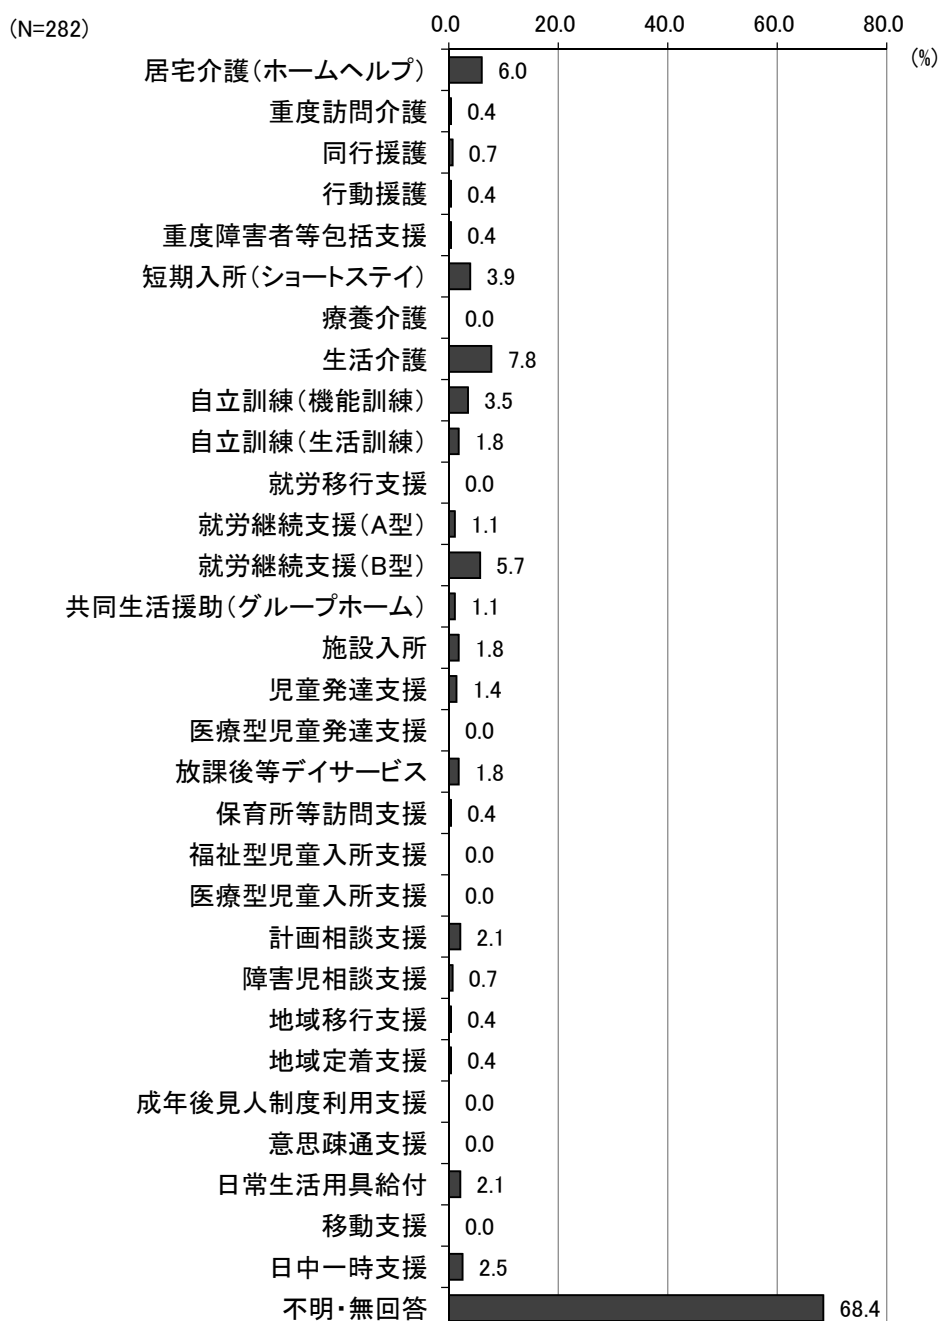 (N=282)
0.0 20.0 40.0 60.0 80.0
(%)
居宅介護(ホームヘルプ) 6.0
重度訪問介護 0.4
同行援護 0.7
行動援護 0.4
重度障害者等包括支援 0.4
短期入所(ショートステイ) 3.9
療養介護 0.0
生活介護 7.8
自立訓練(機能訓練) 3.5
自立訓練(生活訓練) 1.8
就労移行支援 0.0
就労継続支援(A型) 1.1
就労継続支援(B型) 5.7
共同生活援助(グループホーム) 1.1
施設入所 1.8
児童発達支援 1.4
医療型児童発達支援 0.0
放課後等デイサービス 1.8
保育所等訪問支援 0.4
福祉型児童入所支援 0.0
医療型児童入所支援 0.0
計画相談支援 2.1
障害児相談支援 0.7
地域移行支援 0.4
地域定着支援 0.4
成年後見人制度利用支援 0.0
意思疎通支援 0.0
日常生活用具給付 2.1
移動支援 0.0
日中一時支援 2.5
不明・無回答 68.4